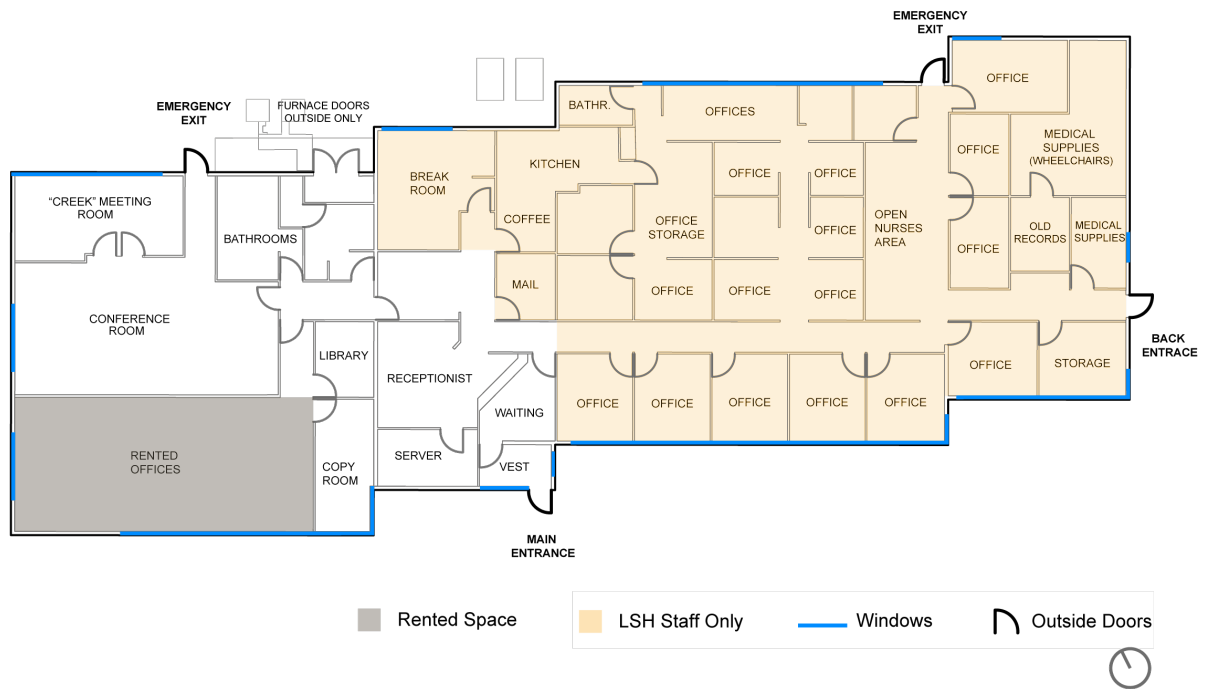 EMERGENCY
EXIT
OFFICE
EMERGENCY
EXIT
FURNACE DOORS
OUTSIDE ONLY
BATHR.
OFFICES
MEDICAL
SUPPLIES
(WHEELCHAIRS)
KITCHEN
BREAK
ROOM
OFFICE
OFFICE
OFFICE
“CREEK” MEETING
ROOM
COFFEE
OFFICE
STORAGE
OFFICE
OPEN
NURSES
AREA
OFFICE
OLD
RECORDS
MEDICAL
SUPPLIES
BATHROOMS
MAIL
OFFICE
OFFICE
OFFICE
CONFERENCE
ROOM
BACK
ENTRACE
LIBRARY
RECEPTIONIST
OFFICE
STORAGE
WAITING
OFFICE
OFFICE
OFFICE
OFFICE
OFFICE
RENTED
OFFICES
COPY
ROOM
SERVER
VEST
MAIN
ENTRANCE
Rented Space
LSH Staff Only
Windows
Outside Doors